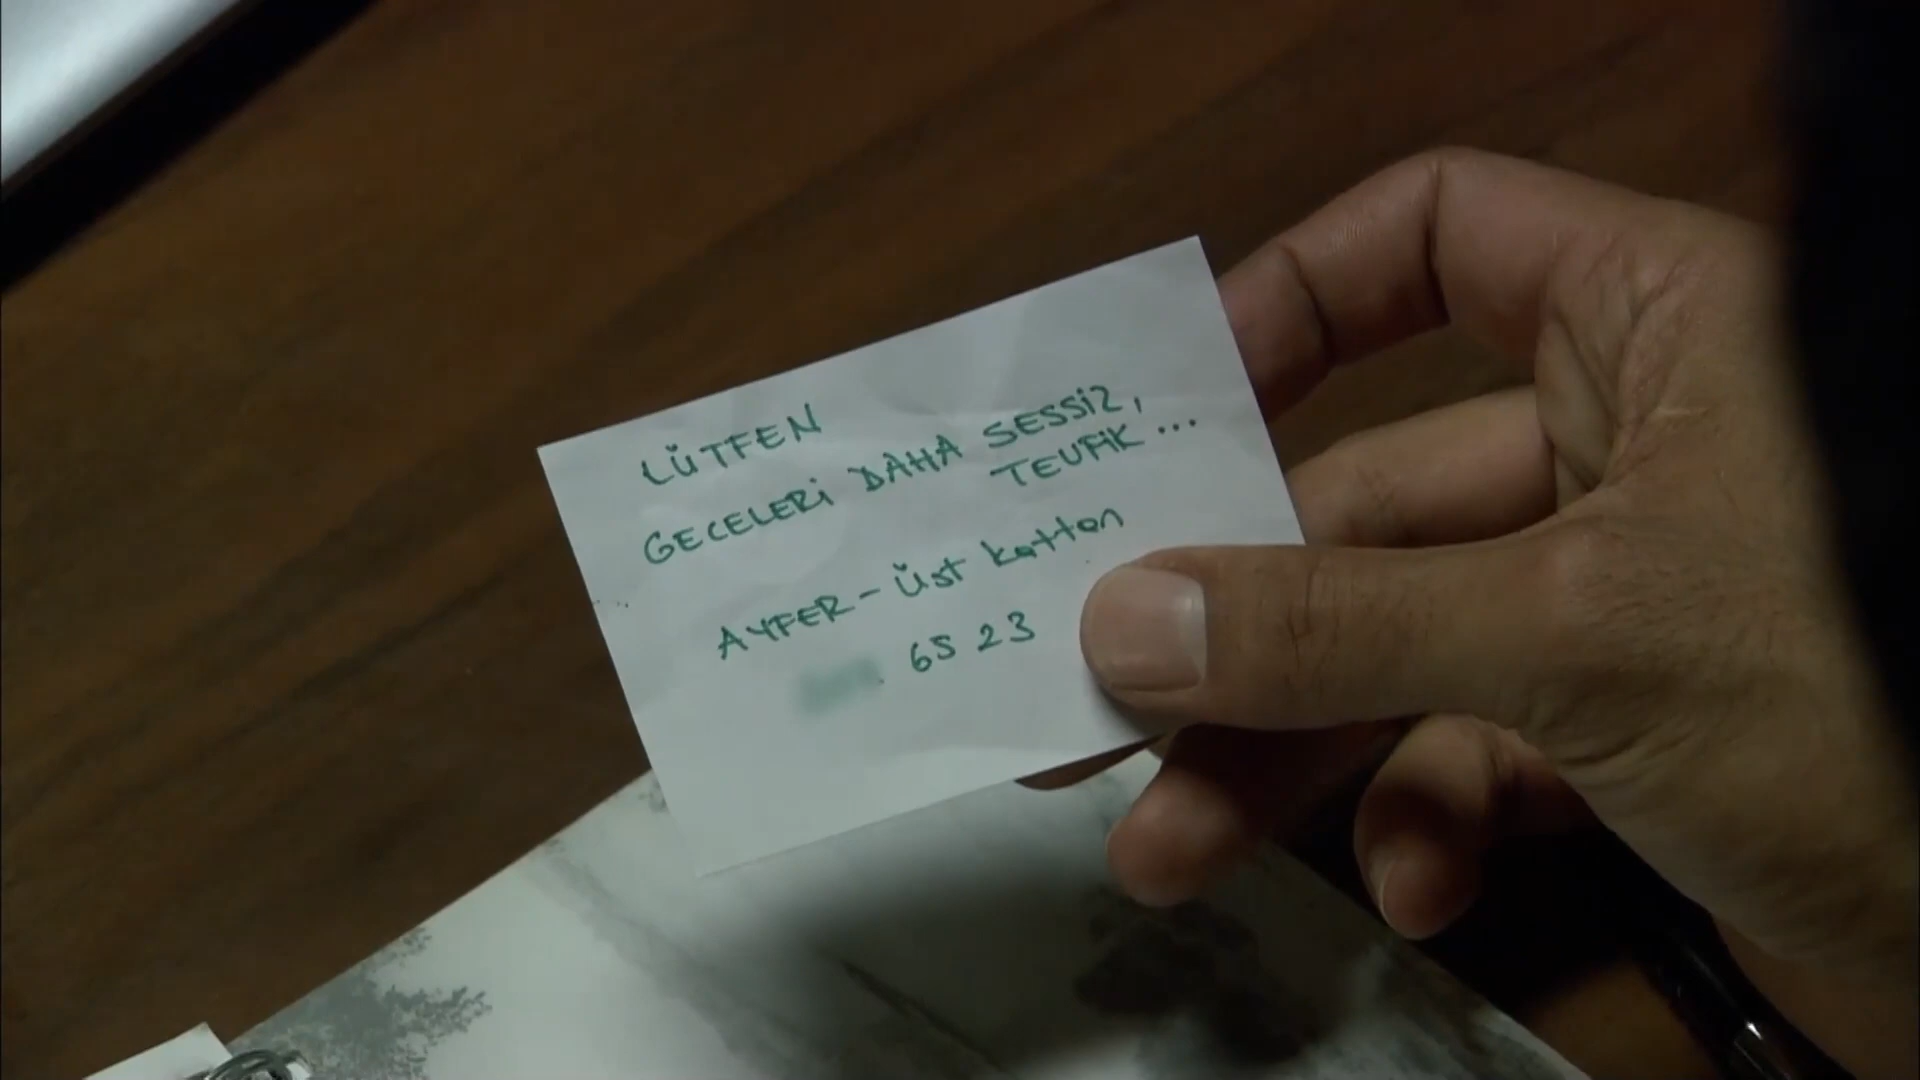 LÜTFEN
GECELERİ DAHA SESSİZ,
TEVFİK...
AYFER - Üst kattan
65 23